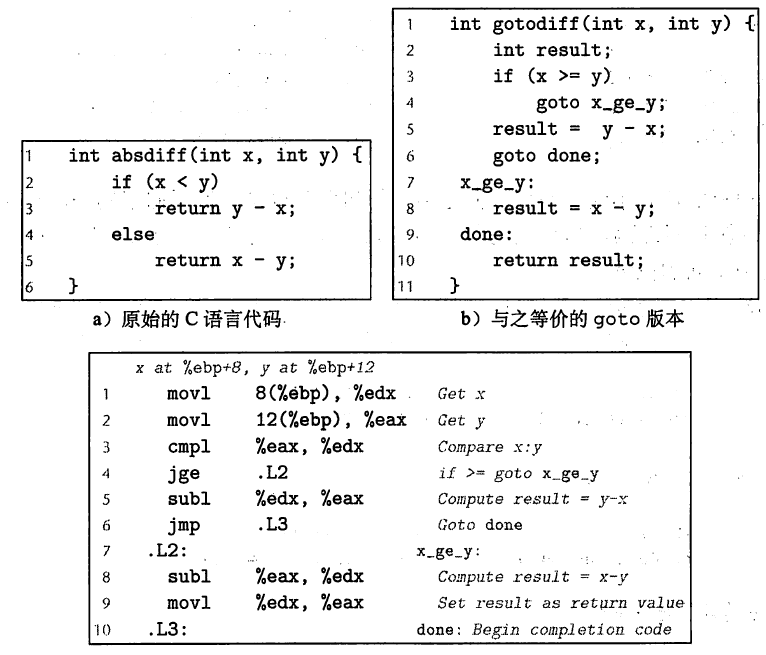 1 int absdiff(int x, int y) {
2 if (x < y)
3 return y - x;
4 else
5 return x - y;
6 }
a）原始的 C 语言代码
1 int gotodiff(int x, int y) {
2 int result;
3 if (x >= y)
4 goto x_ge_y;
5 result = y - x;
6 goto done;
7 x_ge_y:
8 result = x - y;
9 done:
10 return result;
11 }
b）与之等价的 goto 版本
x at %ebp+8, y at %ebp+12
1 movl 8(%ebp), %edx Get x
2 movl 12(%ebp), %eax Get y
3 cmpl %eax, %edx Compare x:y
4 jge .L2 if >= goto x_ge_y
5 subl %edx, %eax Compute result = y-x
6 jmp .L3 Goto done
7 .L2: x_ge_y:
8 subl %eax, %edx Compute result = x-y
9 movl %edx, %eax Set result as return value
10 .L3: done: Begin completion code